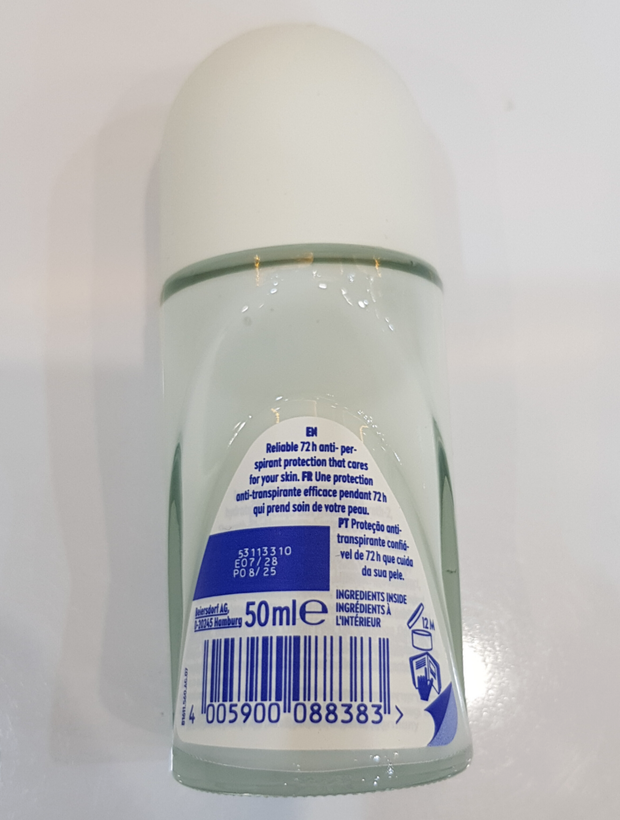 EN
Reliable 72 h anti- per-
spirant protection that cares
for your skin. FR Une protection
anti-transpirante efficace pendant 72 h
qui prend soin de votre peau.
PT Proteção anti-
transpirante confiá-
vel de 72 h que cuida
da sua pele.
53113310
E07/28
P08/25
Beiersdorf AG,
D-20245 Hamburg
50 ml e
INGREDIENTS INSIDE
INGRÉDIENTS À
L'INTÉRIEUR
12 M
4 005900 088383 >